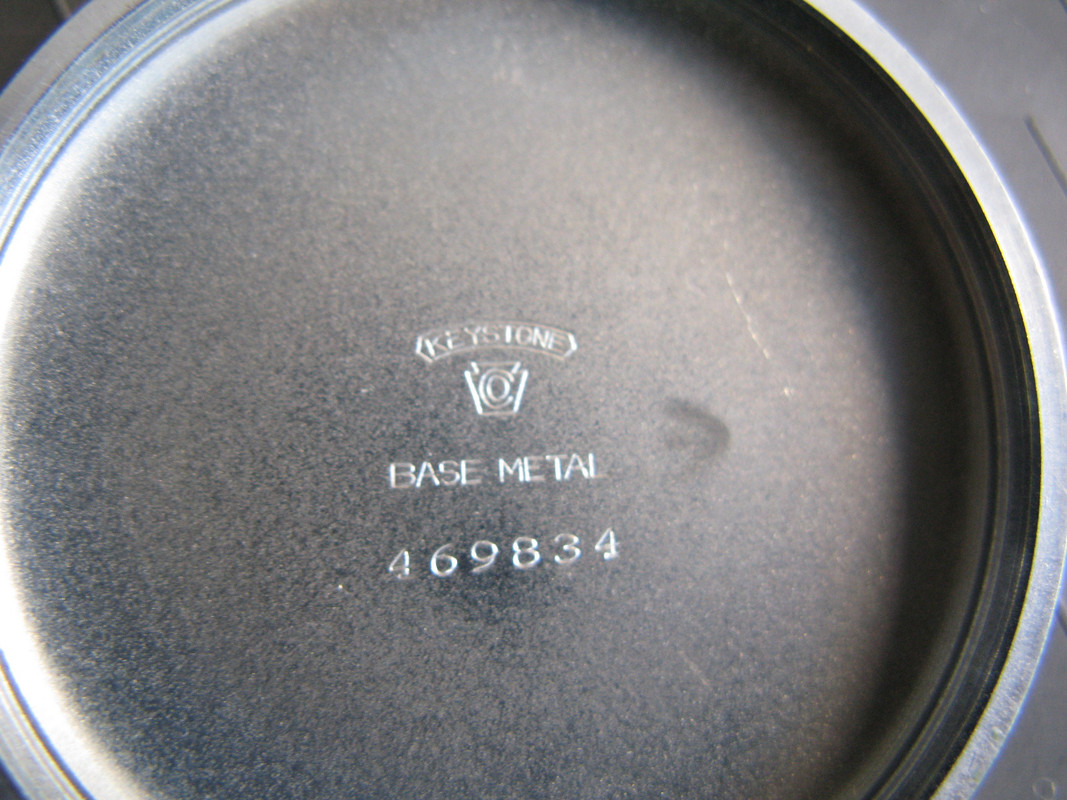 KEYSTONE
C
BASE METAL
469834